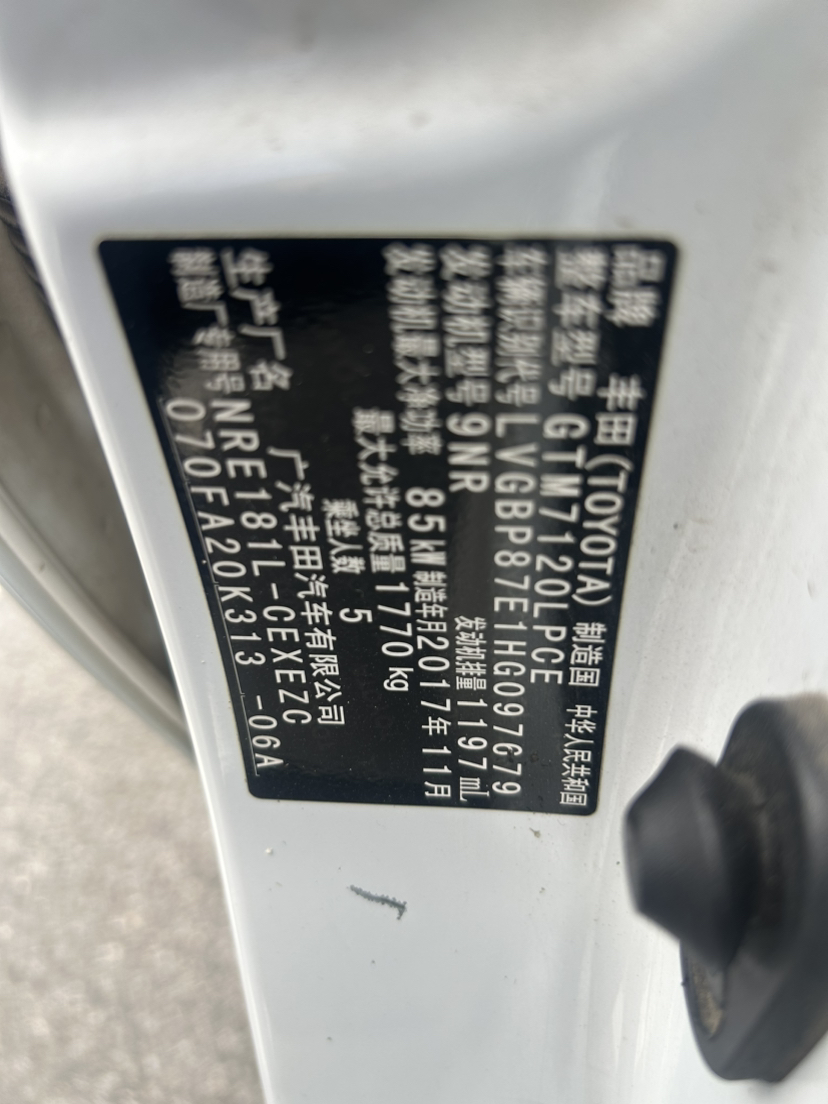 品牌 丰田(TOYOTA) 制造国 中华人民共和国
整车型号 GTM7120LPCE
车辆识别代号 LVGBP87E1HG097679
发动机型号 9NR 发动机排量 1197mL
发动机最大净功率 85kW 制造年月 2017年11月
最大允许总质量 1770kg
乘坐人数 5
生产厂名 广汽丰田汽车有限公司
制造厂专用号 NRE181L-CEXEZC
070FA20K313 -06A